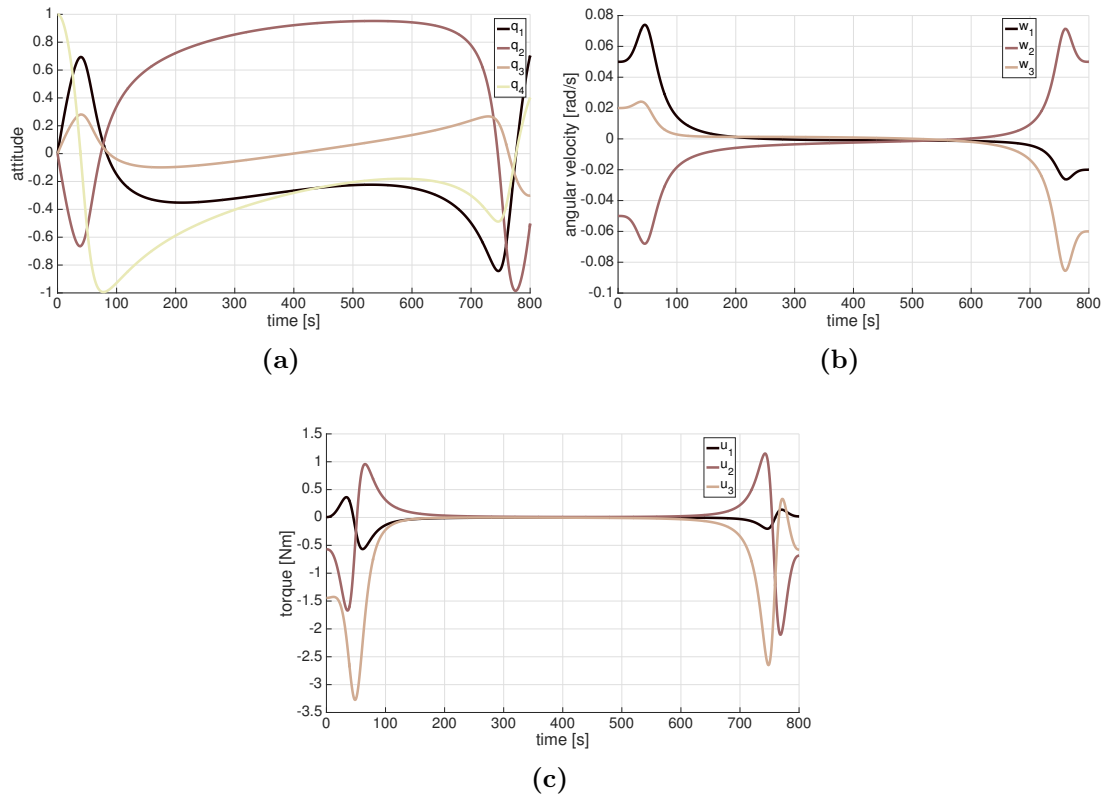 1
0.8
0.6
0.4
0.2
0
-0.2
-0.4
-0.6
-0.8
-1
attitude
0 100 200 300 400 500 600 700 800
time [s]
q1
q2
q3
q4
(a)
0.08
0.06
0.04
0.02
0
-0.02
-0.04
-0.06
-0.08
-0.1
angular velocity [rad/s]
0 100 200 300 400 500 600 700 800
time [s]
w1
w2
w3
(b)
1.5
1
0.5
0
-0.5
-1
-1.5
-2
-2.5
-3
-3.5
torque [Nm]
0 100 200 300 400 500 600 700 800
time [s]
u1
u2
u3
(c)